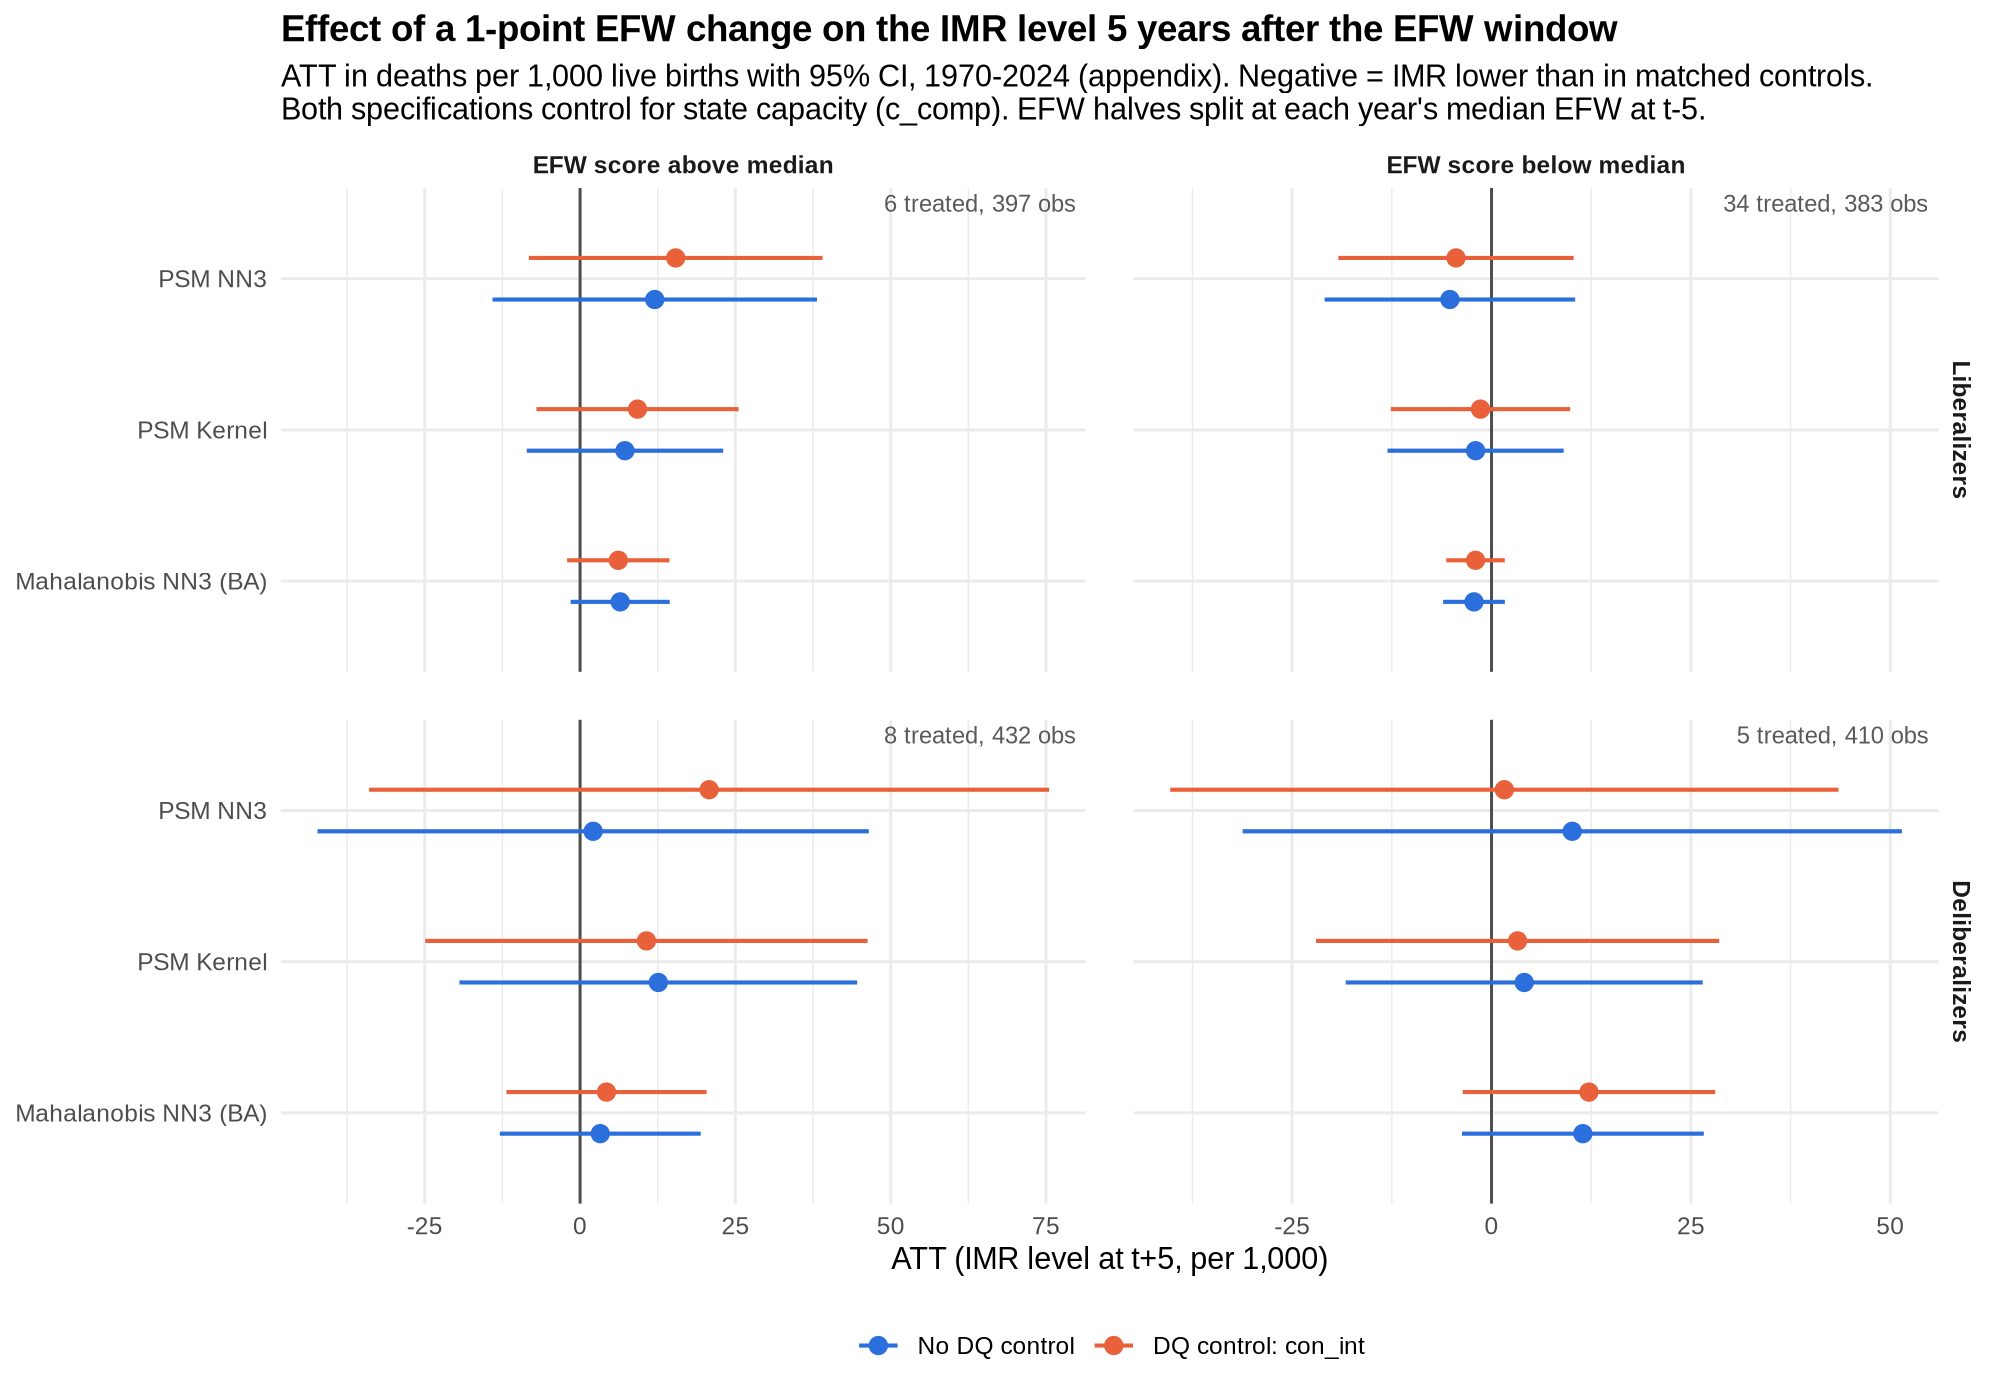 Effect of a 1-point EFW change on the IMR level 5 years after the EFW window
ATT in deaths per 1,000 live births with 95% CI, 1970-2024 (appendix). Negative = IMR lower than in matched controls.
Both specifications control for state capacity (c_comp). EFW halves split at each year's median EFW at t-5.
EFW score above median
EFW score below median
6 treated, 397 obs
34 treated, 383 obs
PSM NN3
PSM Kernel
Mahalanobis NN3 (BA)
Liberalizers
8 treated, 432 obs
5 treated, 410 obs
PSM NN3
PSM Kernel
Mahalanobis NN3 (BA)
Deliberalizers
-25 0 25 50 75
-25 0 25 50
ATT (IMR level at t+5, per 1,000)
No DQ control
DQ control: con_int